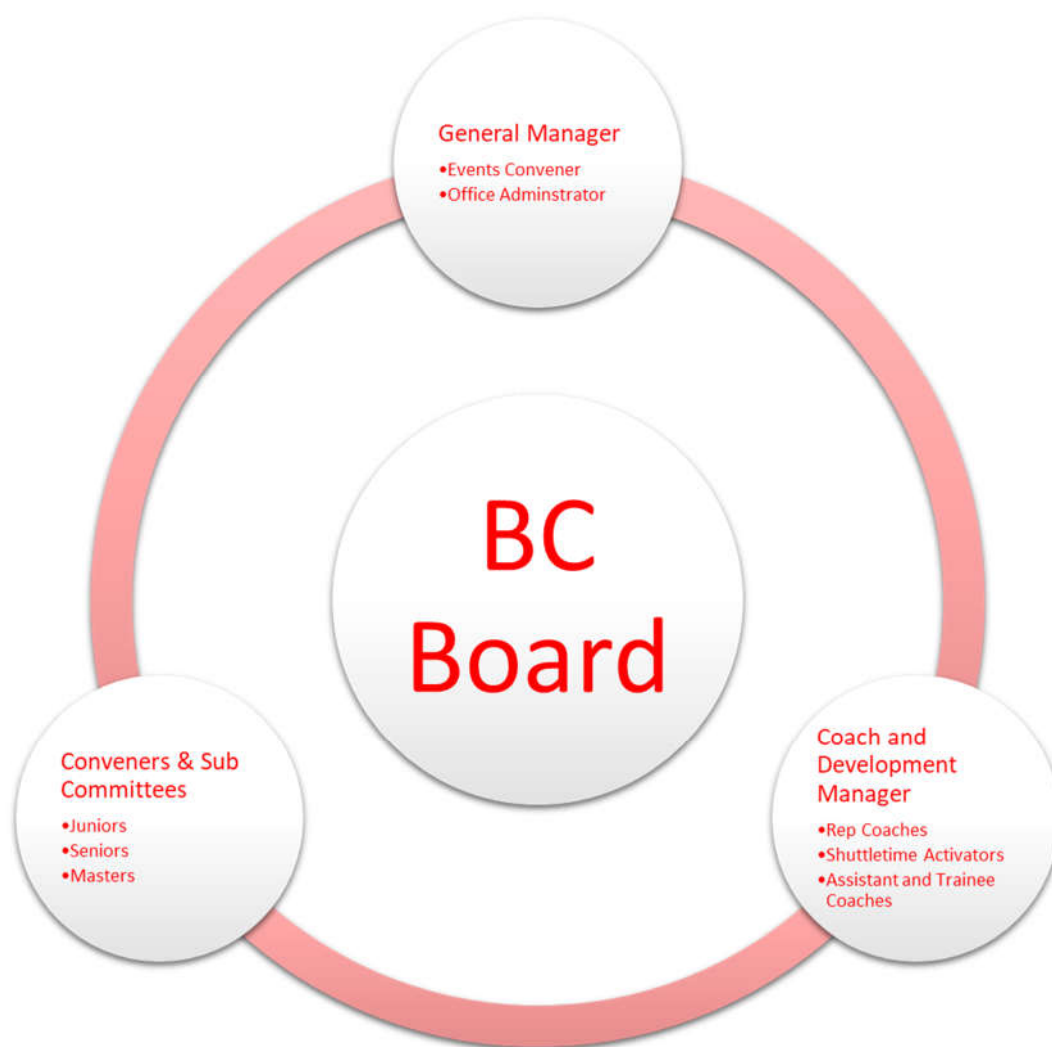 General Manager
•Events Convener
•Office Adminstrator
BC
Board
Conveners & Sub
Committees
•Juniors
•Seniors
•Masters
Coach and
Development
Manager
•Rep Coaches
•Shuttletime Activators
•Assistant and Trainee
Coaches